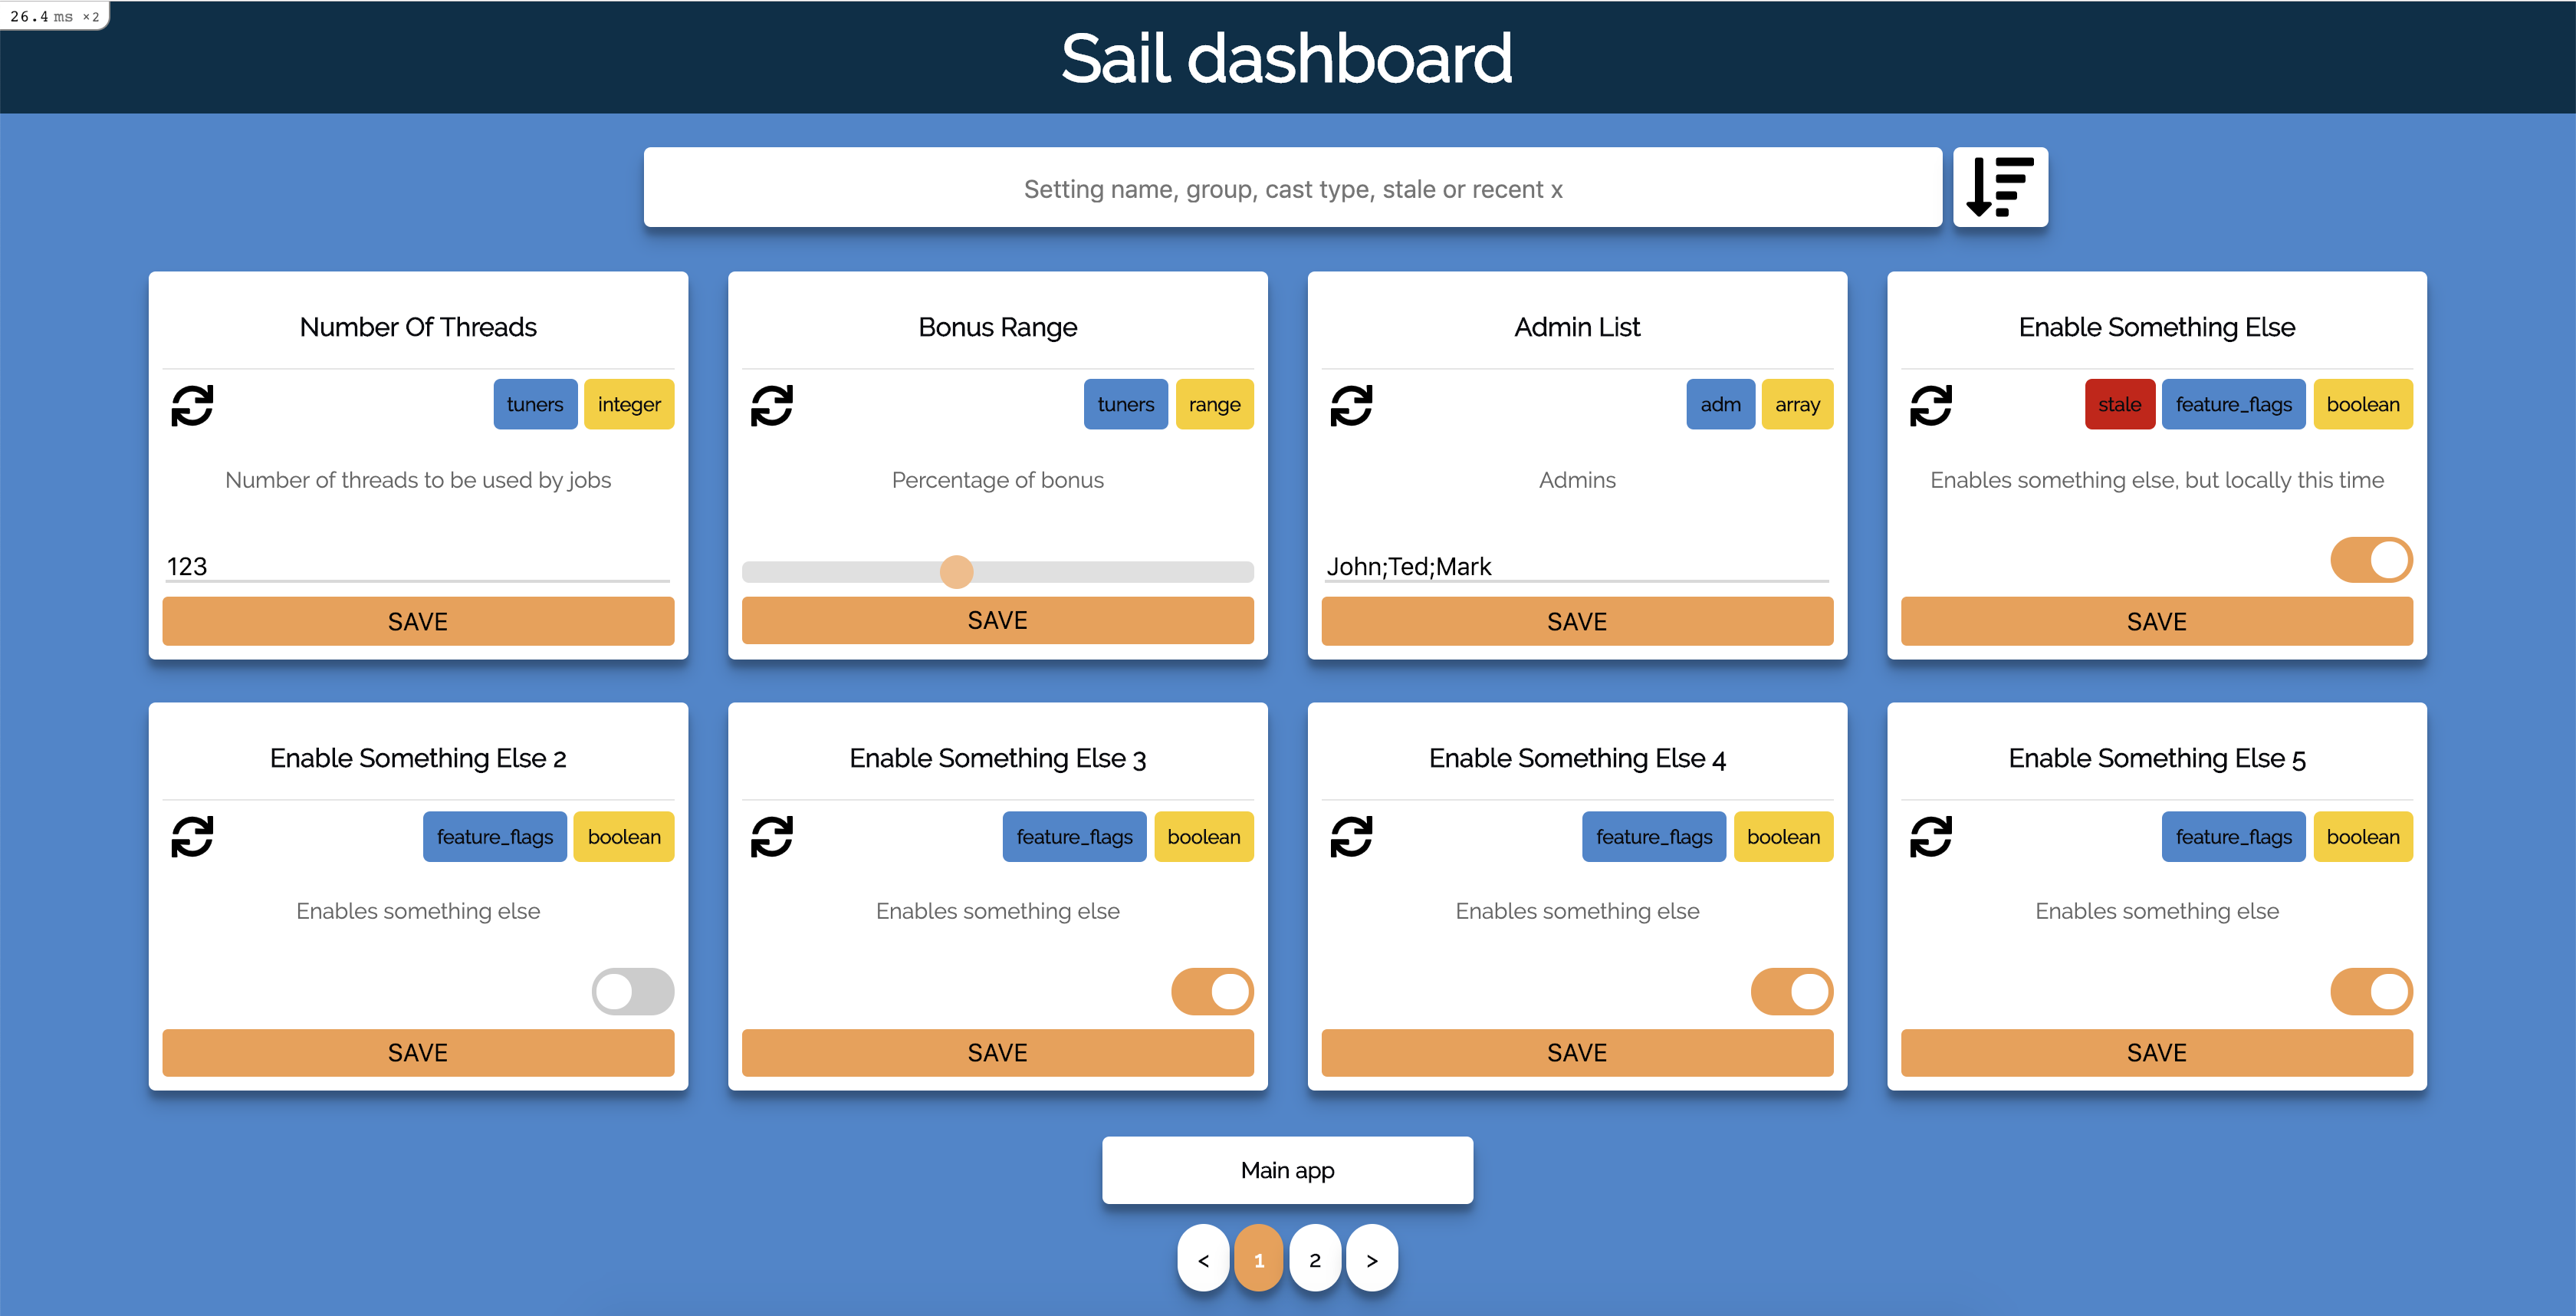 26.4 ms ×2
Sail dashboard
Setting name, group, cast type, stale or recent x
Number Of Threads
tuners integer
Number of threads to be used by jobs
123
SAVE
Bonus Range
tuners range
Percentage of bonus
SAVE
Admin List
adm array
Admins
John;Ted;Mark
SAVE
Enable Something Else
stale feature_flags boolean
Enables something else, but locally this time
SAVE
Enable Something Else 2
feature_flags boolean
Enables something else
SAVE
Enable Something Else 3
feature_flags boolean
Enables something else
SAVE
Enable Something Else 4
feature_flags boolean
Enables something else
SAVE
Enable Something Else 5
feature_flags boolean
Enables something else
SAVE
Main app
< 1 2 >